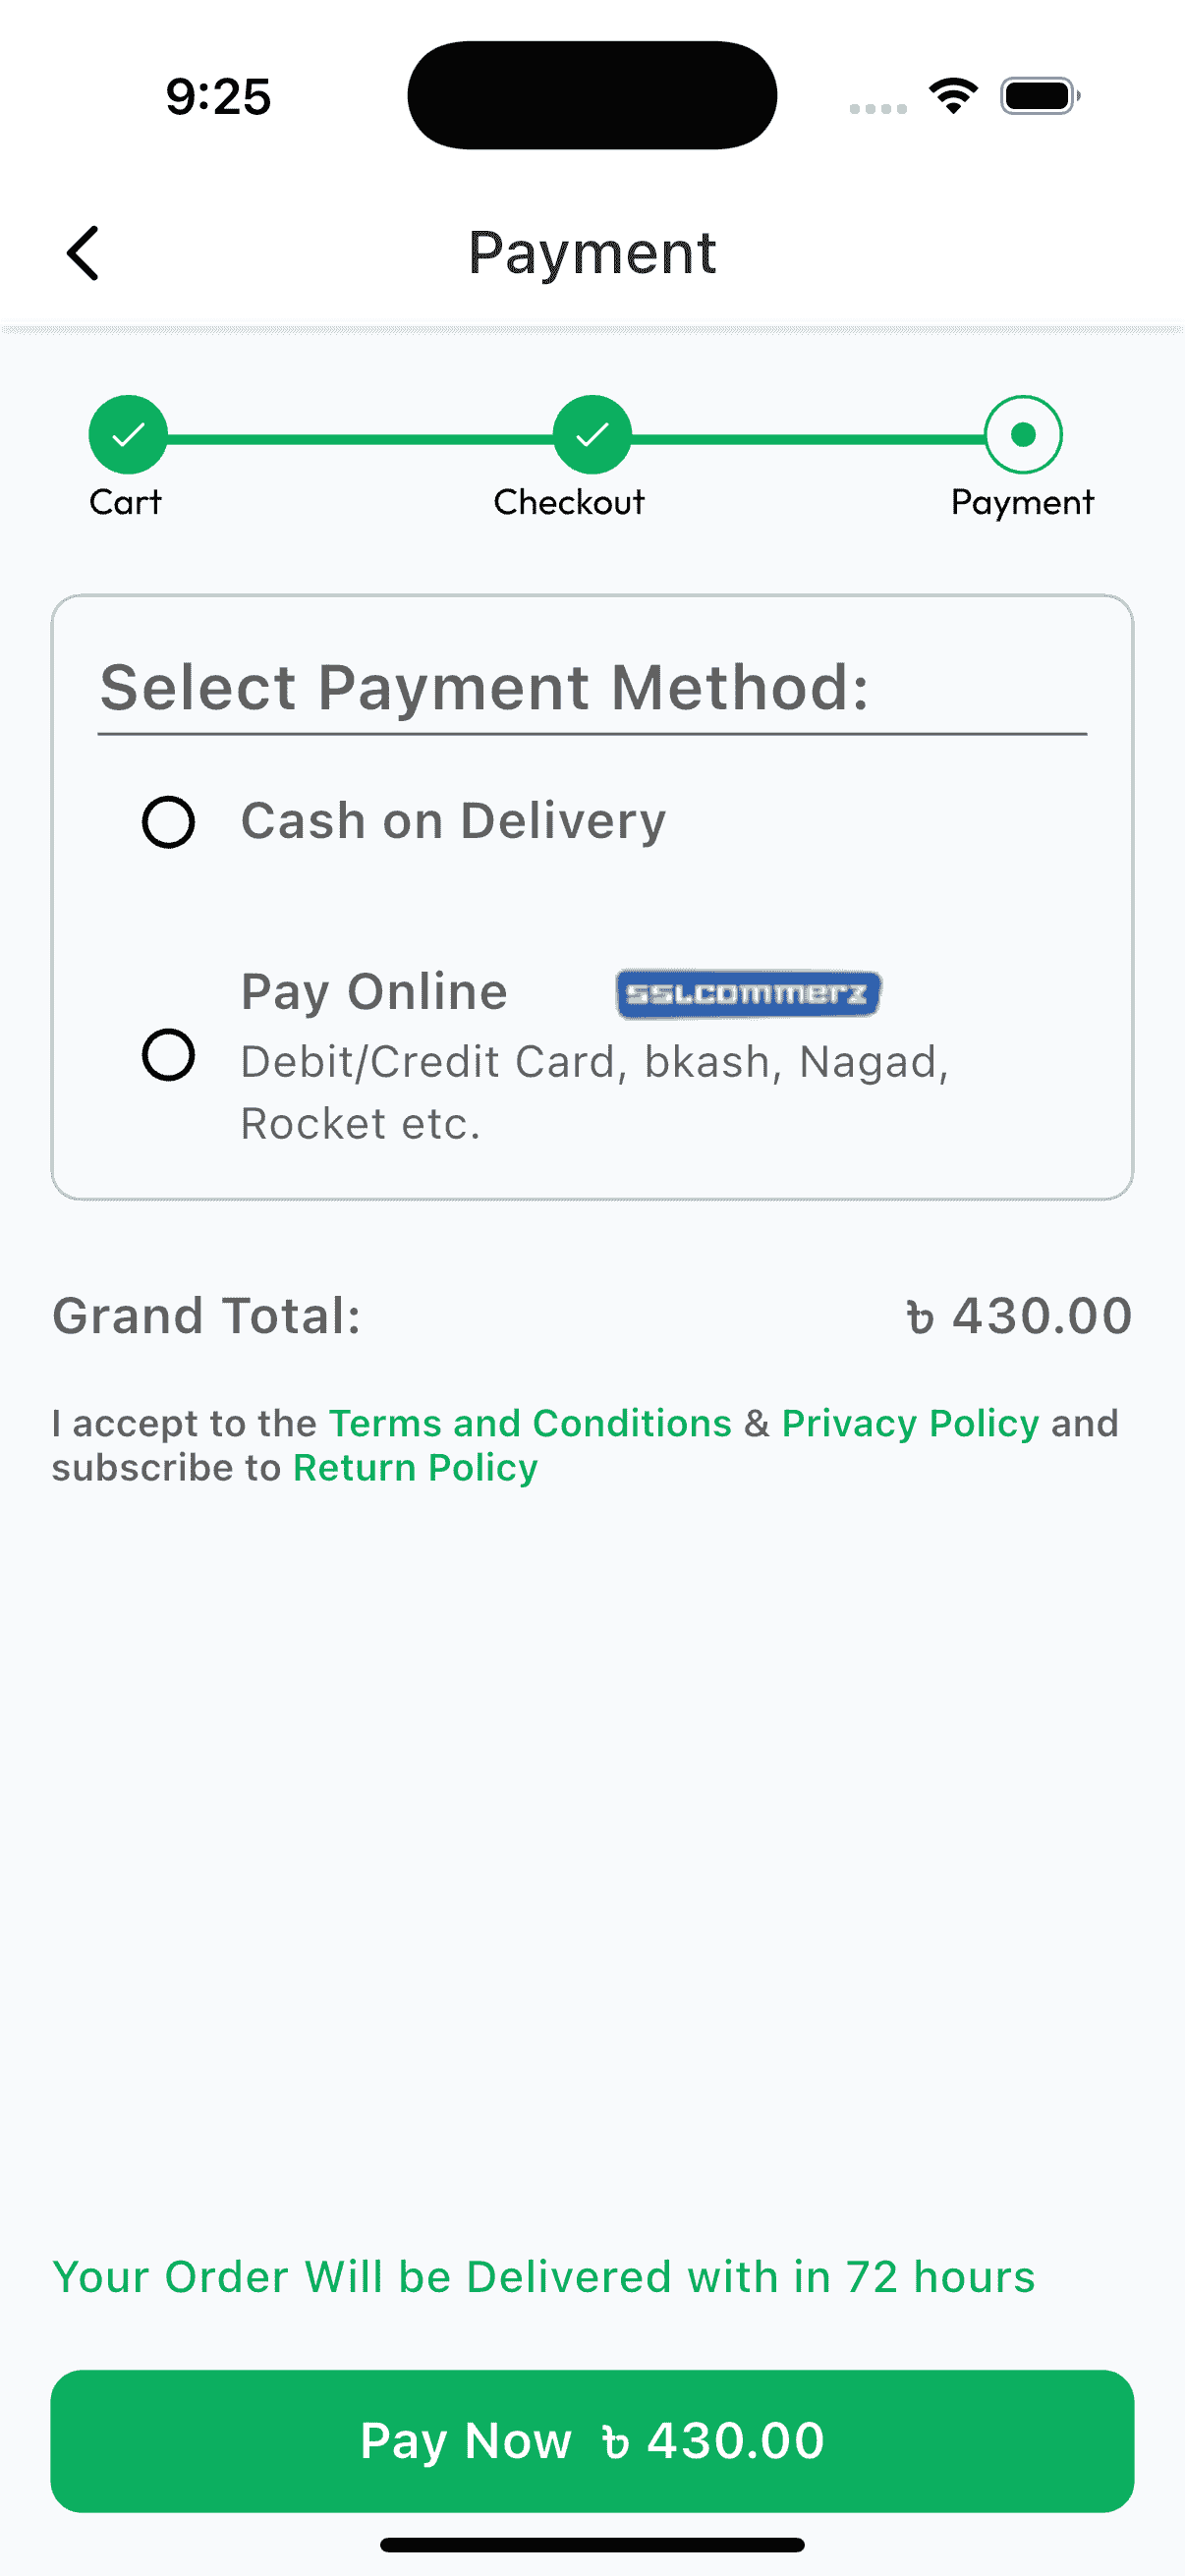 9:25
Payment
Cart
Checkout
Payment
Select Payment Method:
Cash on Delivery
Pay Online
sslcommerz
Debit/Credit Card, bkash, Nagad,
Rocket etc.
Grand Total: ৳ 430.00
I accept to the Terms and Conditions & Privacy Policy and
subscribe to Return Policy
Your Order Will be Delivered with in 72 hours
Pay Now ৳ 430.00